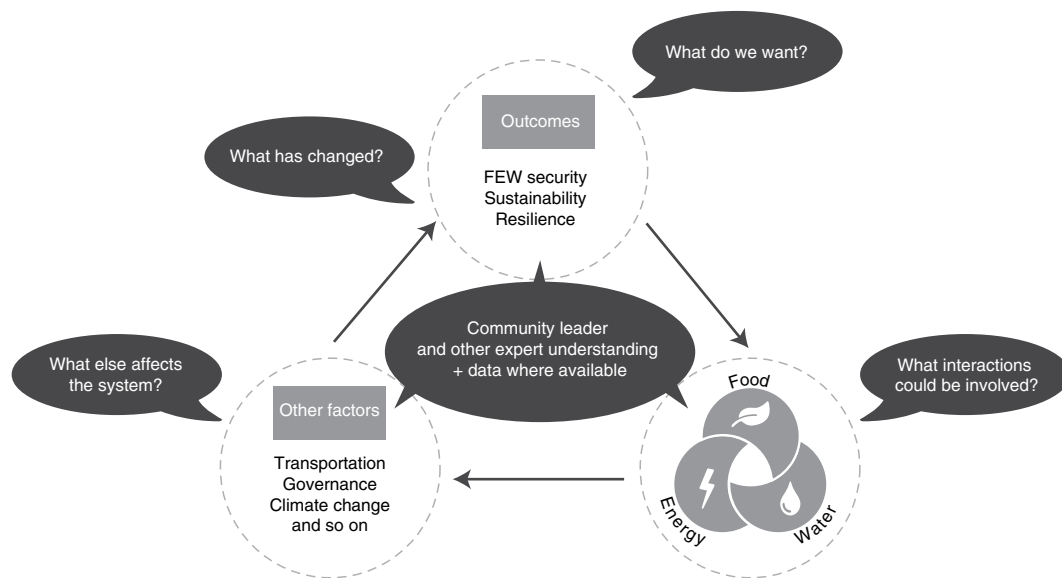 What do we want?
What has changed?
Outcomes
FEW security
Sustainability
Resilience
Community leader
and other expert understanding
+ data where available
What else affects
the system?
Other factors
Transportation
Governance
Climate change
and so on
What interactions
could be involved?
Food
Energy
Water